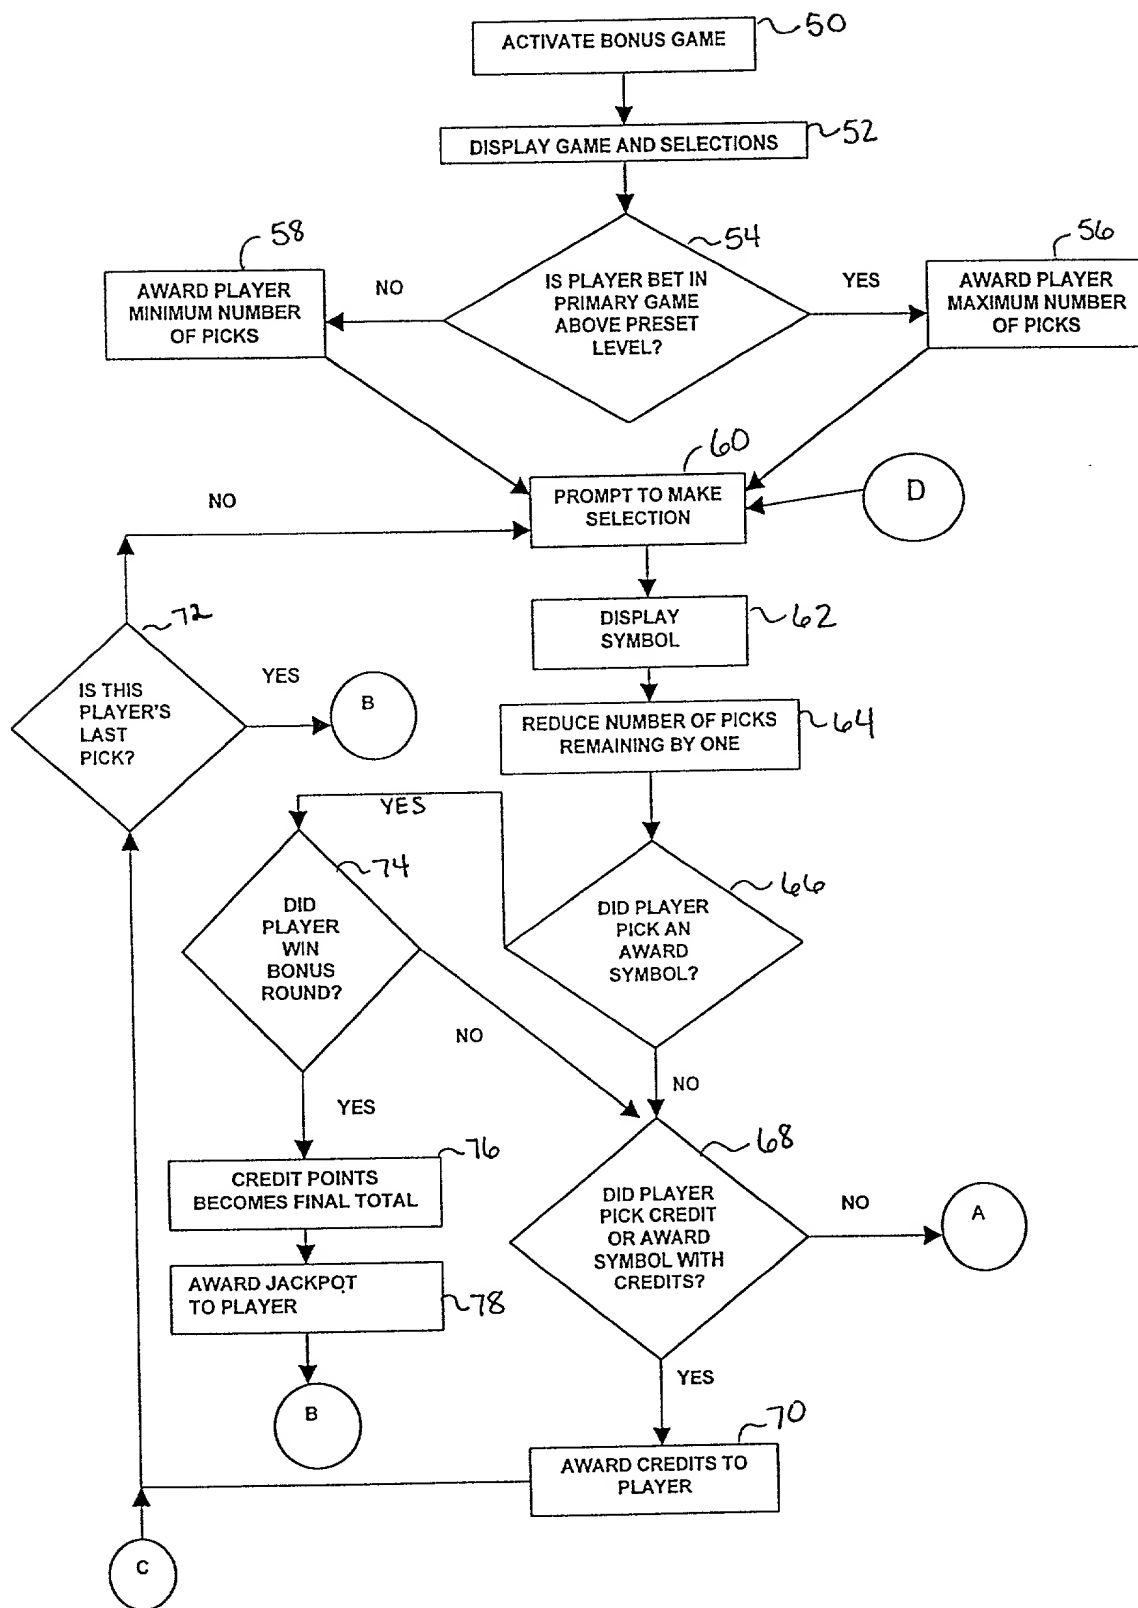 ACTIVATE BONUS GAME
50
DISPLAY GAME AND SELECTIONS
52
58
54
56
AWARD PLAYER
MINIMUM NUMBER
OF PICKS
NO
IS PLAYER BET IN
PRIMARY GAME
ABOVE PRESET
LEVEL?
YES
AWARD PLAYER
MAXIMUM NUMBER
OF PICKS
60
NO
PROMPT TO MAKE
SELECTION
D
72
DISPLAY
SYMBOL
62
IS THIS
PLAYER'S
LAST
PICK?
YES
B
REDUCE NUMBER OF PICKS
REMAINING BY ONE
64
YES
74
66
DID
PLAYER
WIN
BONUS
ROUND?
DID PLAYER
PICK AN
AWARD
SYMBOL?
NO
NO
YES
76
68
CREDIT POINTS
BECOMES FINAL TOTAL
DID PLAYER
PICK CREDIT
OR AWARD
SYMBOL WITH
CREDITS?
NO
A
AWARD JACKPOT
TO PLAYER
78
YES
B
70
AWARD CREDITS TO
PLAYER
C